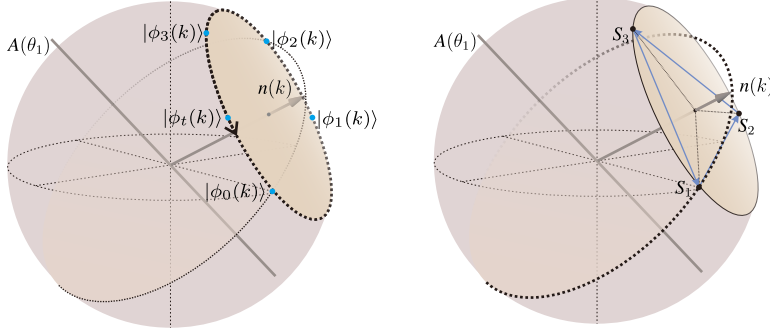 |ϕ₃(k)⟩
A(θ₁)
|ϕ₂(k)⟩
n(k)
|ϕₜ(k)⟩
|ϕ₁(k)⟩
|ϕ₀(k)⟩
A(θ₁)
S₃
n(k)
S₂
S₁